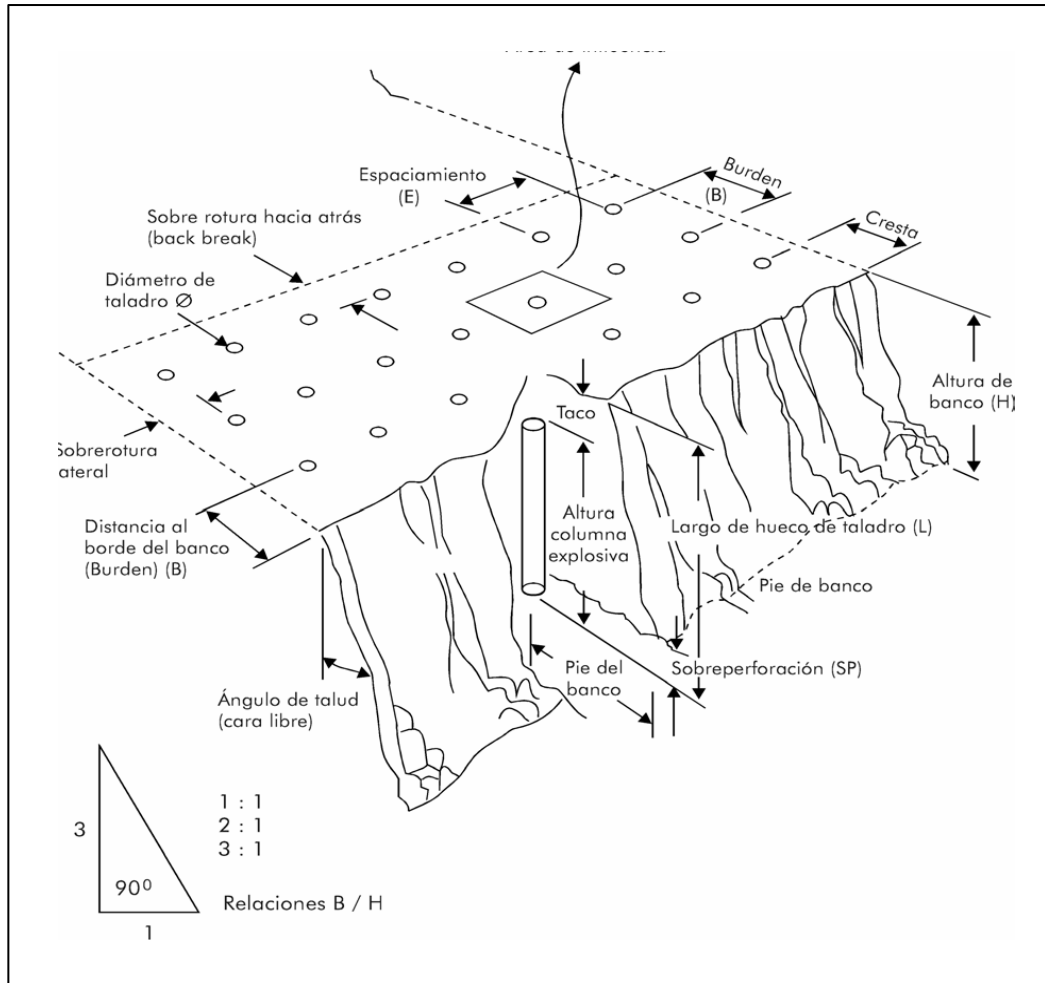 Espaciamiento
(E)
Burden
(B)
Cresta
Sobre rotura hacia atrás
(back break)
Diámetro de
taladro Ø
Altura de
banco (H)
Taco
Sobrerotura
ateral
Altura
columna
explosiva
Largo de hueco de taladro (L)
Distancia al
borde del banco
(Burden) (B)
Pie de banco
Pie del
banco
Sobreperforación (SP)
Ángulo de talud
(cara libre)
1 : 1
2 : 1
3 : 1
3
90⁰
Relaciones B / H
1